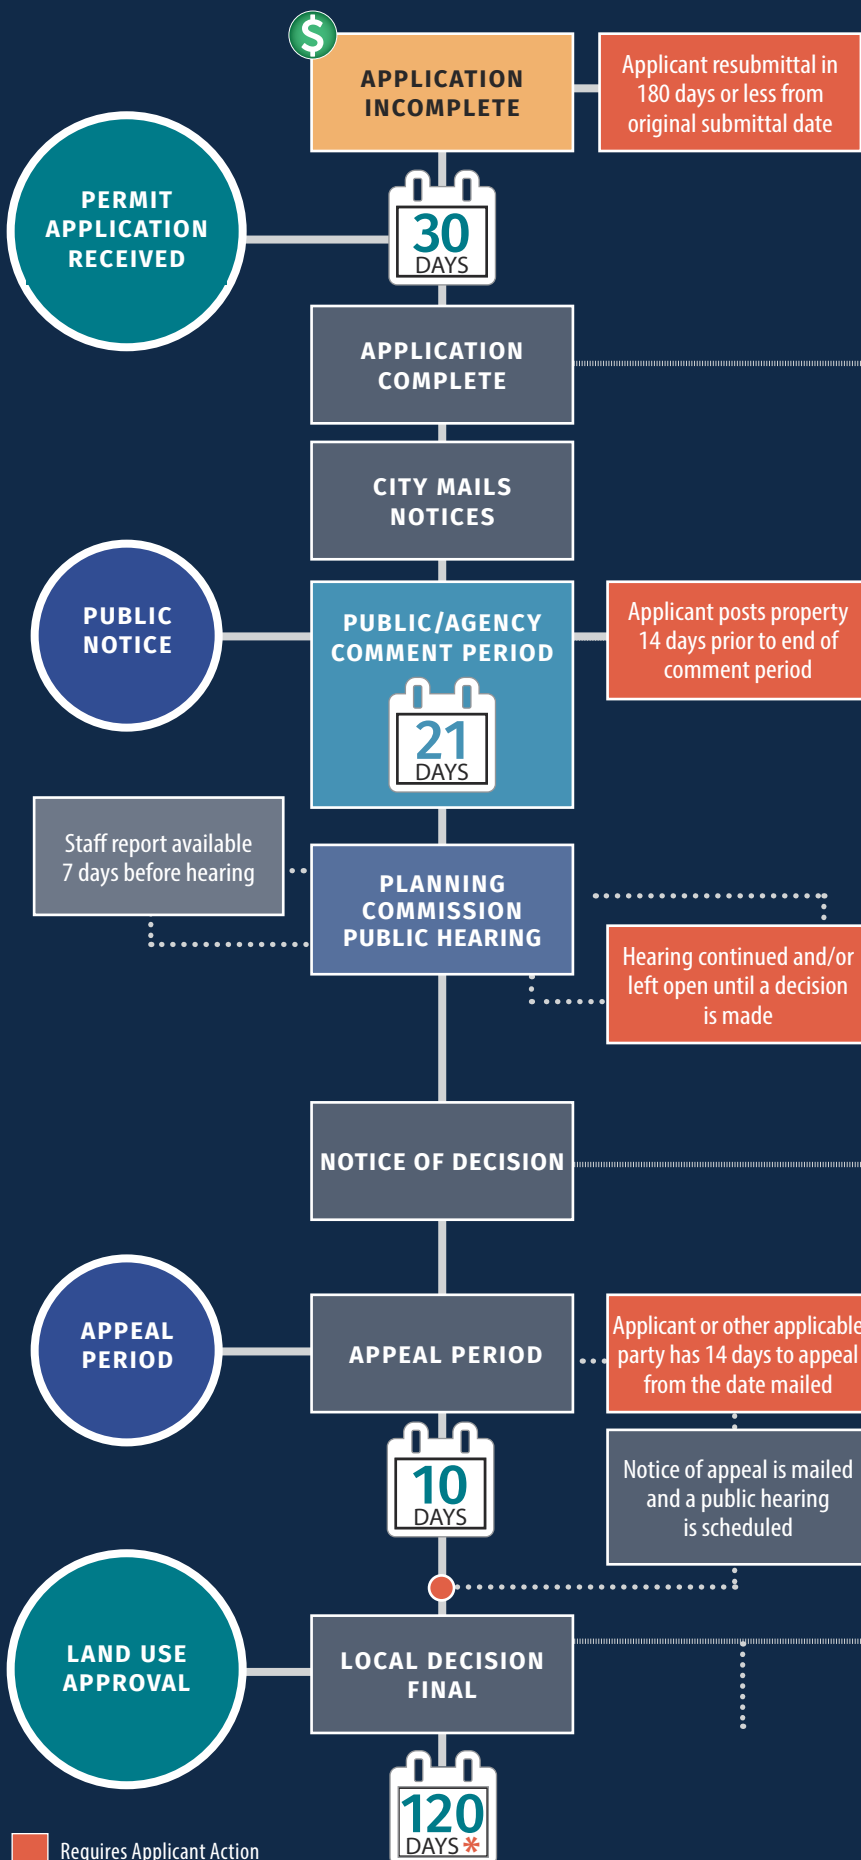 $
APPLICATION
INCOMPLETE
Applicant resubmittal in
180 days or less from
original submittal date
PERMIT
APPLICATION
RECEIVED
30
DAYS
APPLICATION
COMPLETE
CITY MAILS
NOTICES
PUBLIC
NOTICE
PUBLIC/AGENCY
COMMENT PERIOD
21
DAYS
Applicant posts property
14 days prior to end of
comment period
Staff report available
7 days before hearing
PLANNING
COMMISSION
PUBLIC HEARING
Hearing continued and/or
left open until a decision
is made
NOTICE OF DECISION
APPEAL
PERIOD
APPEAL PERIOD
Applicant or other applicable
party has 14 days to appeal
from the date mailed
10
DAYS
Notice of appeal is mailed
and a public hearing
is scheduled
LAND USE
APPROVAL
LOCAL DECISION
FINAL
120
DAYS *
Requires Applicant Action